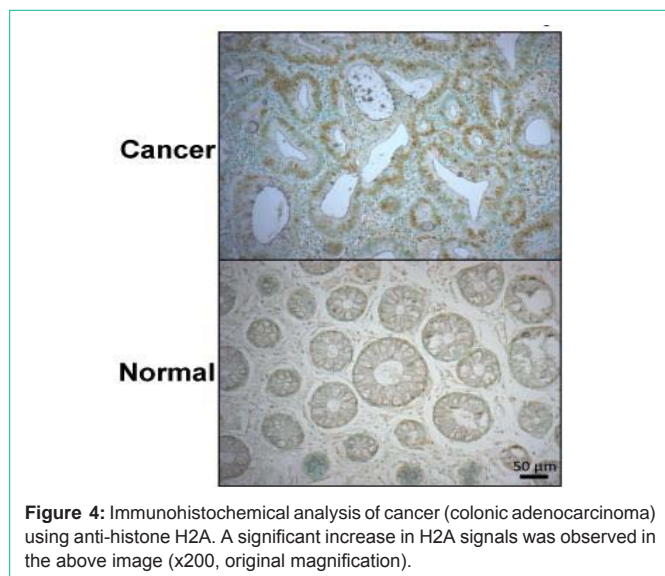 Cancer
Normal
50 µm
Figure 4: Immunohistochemical analysis of cancer (colonic adenocarcinoma)
using anti-histone H2A. A significant increase in H2A signals was observed in
the above image (x200, original magnification).